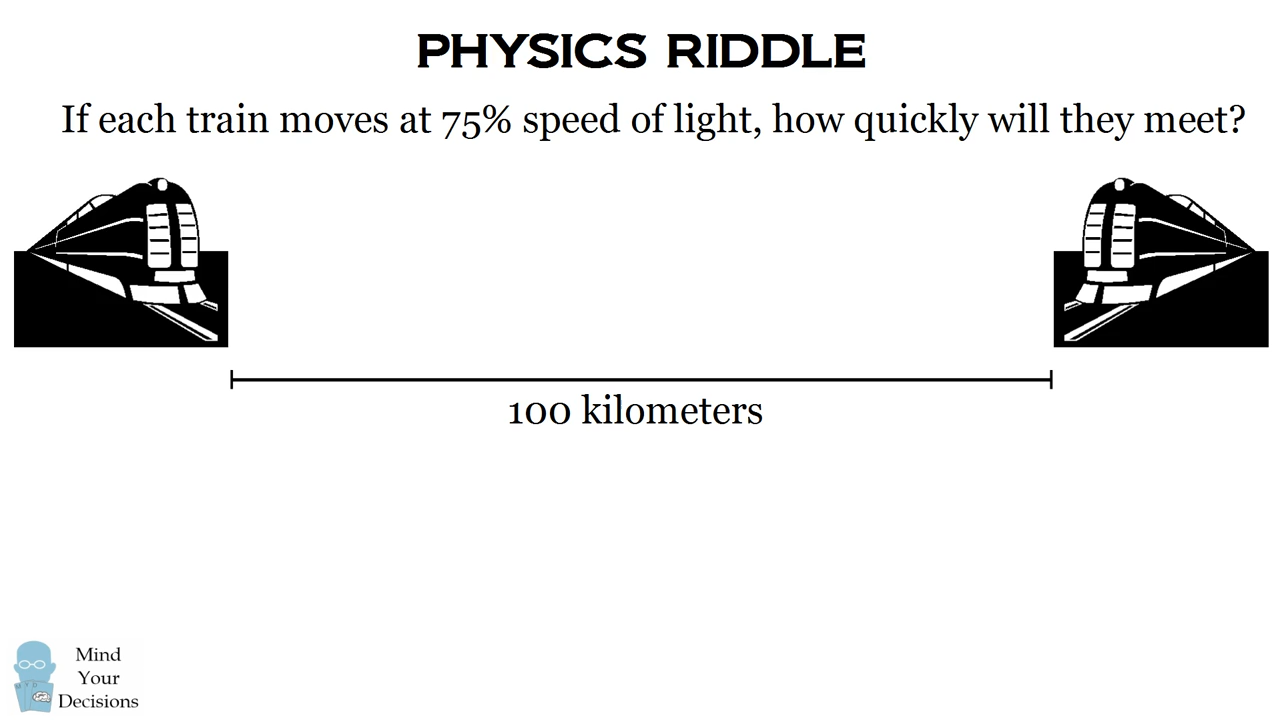 PHYSICS RIDDLE
If each train moves at 75% speed of light, how quickly will they meet?
100 kilometers
Mind
Your
Decisions